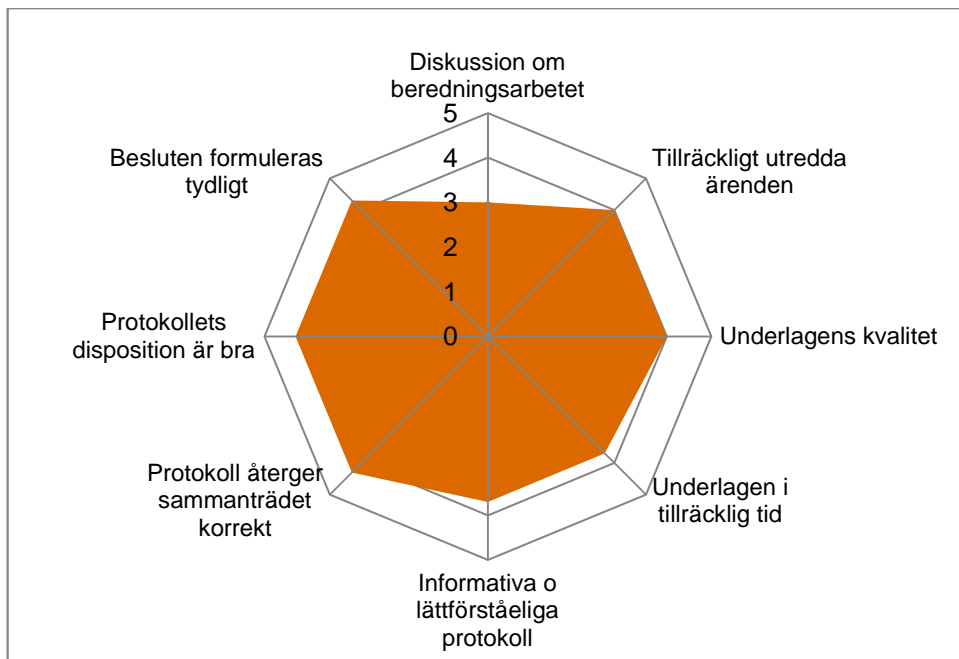 Diskussion om
beredningsarbetet
Tillräckligt utredda
ärenden
Underlagens kvalitet
Underlagen i
tillräcklig tid
Informativa o
lättförståeliga
protokoll
Protokoll återger
sammanträdet
korrekt
Protokollets
disposition är bra
Besluten formuleras
tydligt
5
4
3
2
1
0